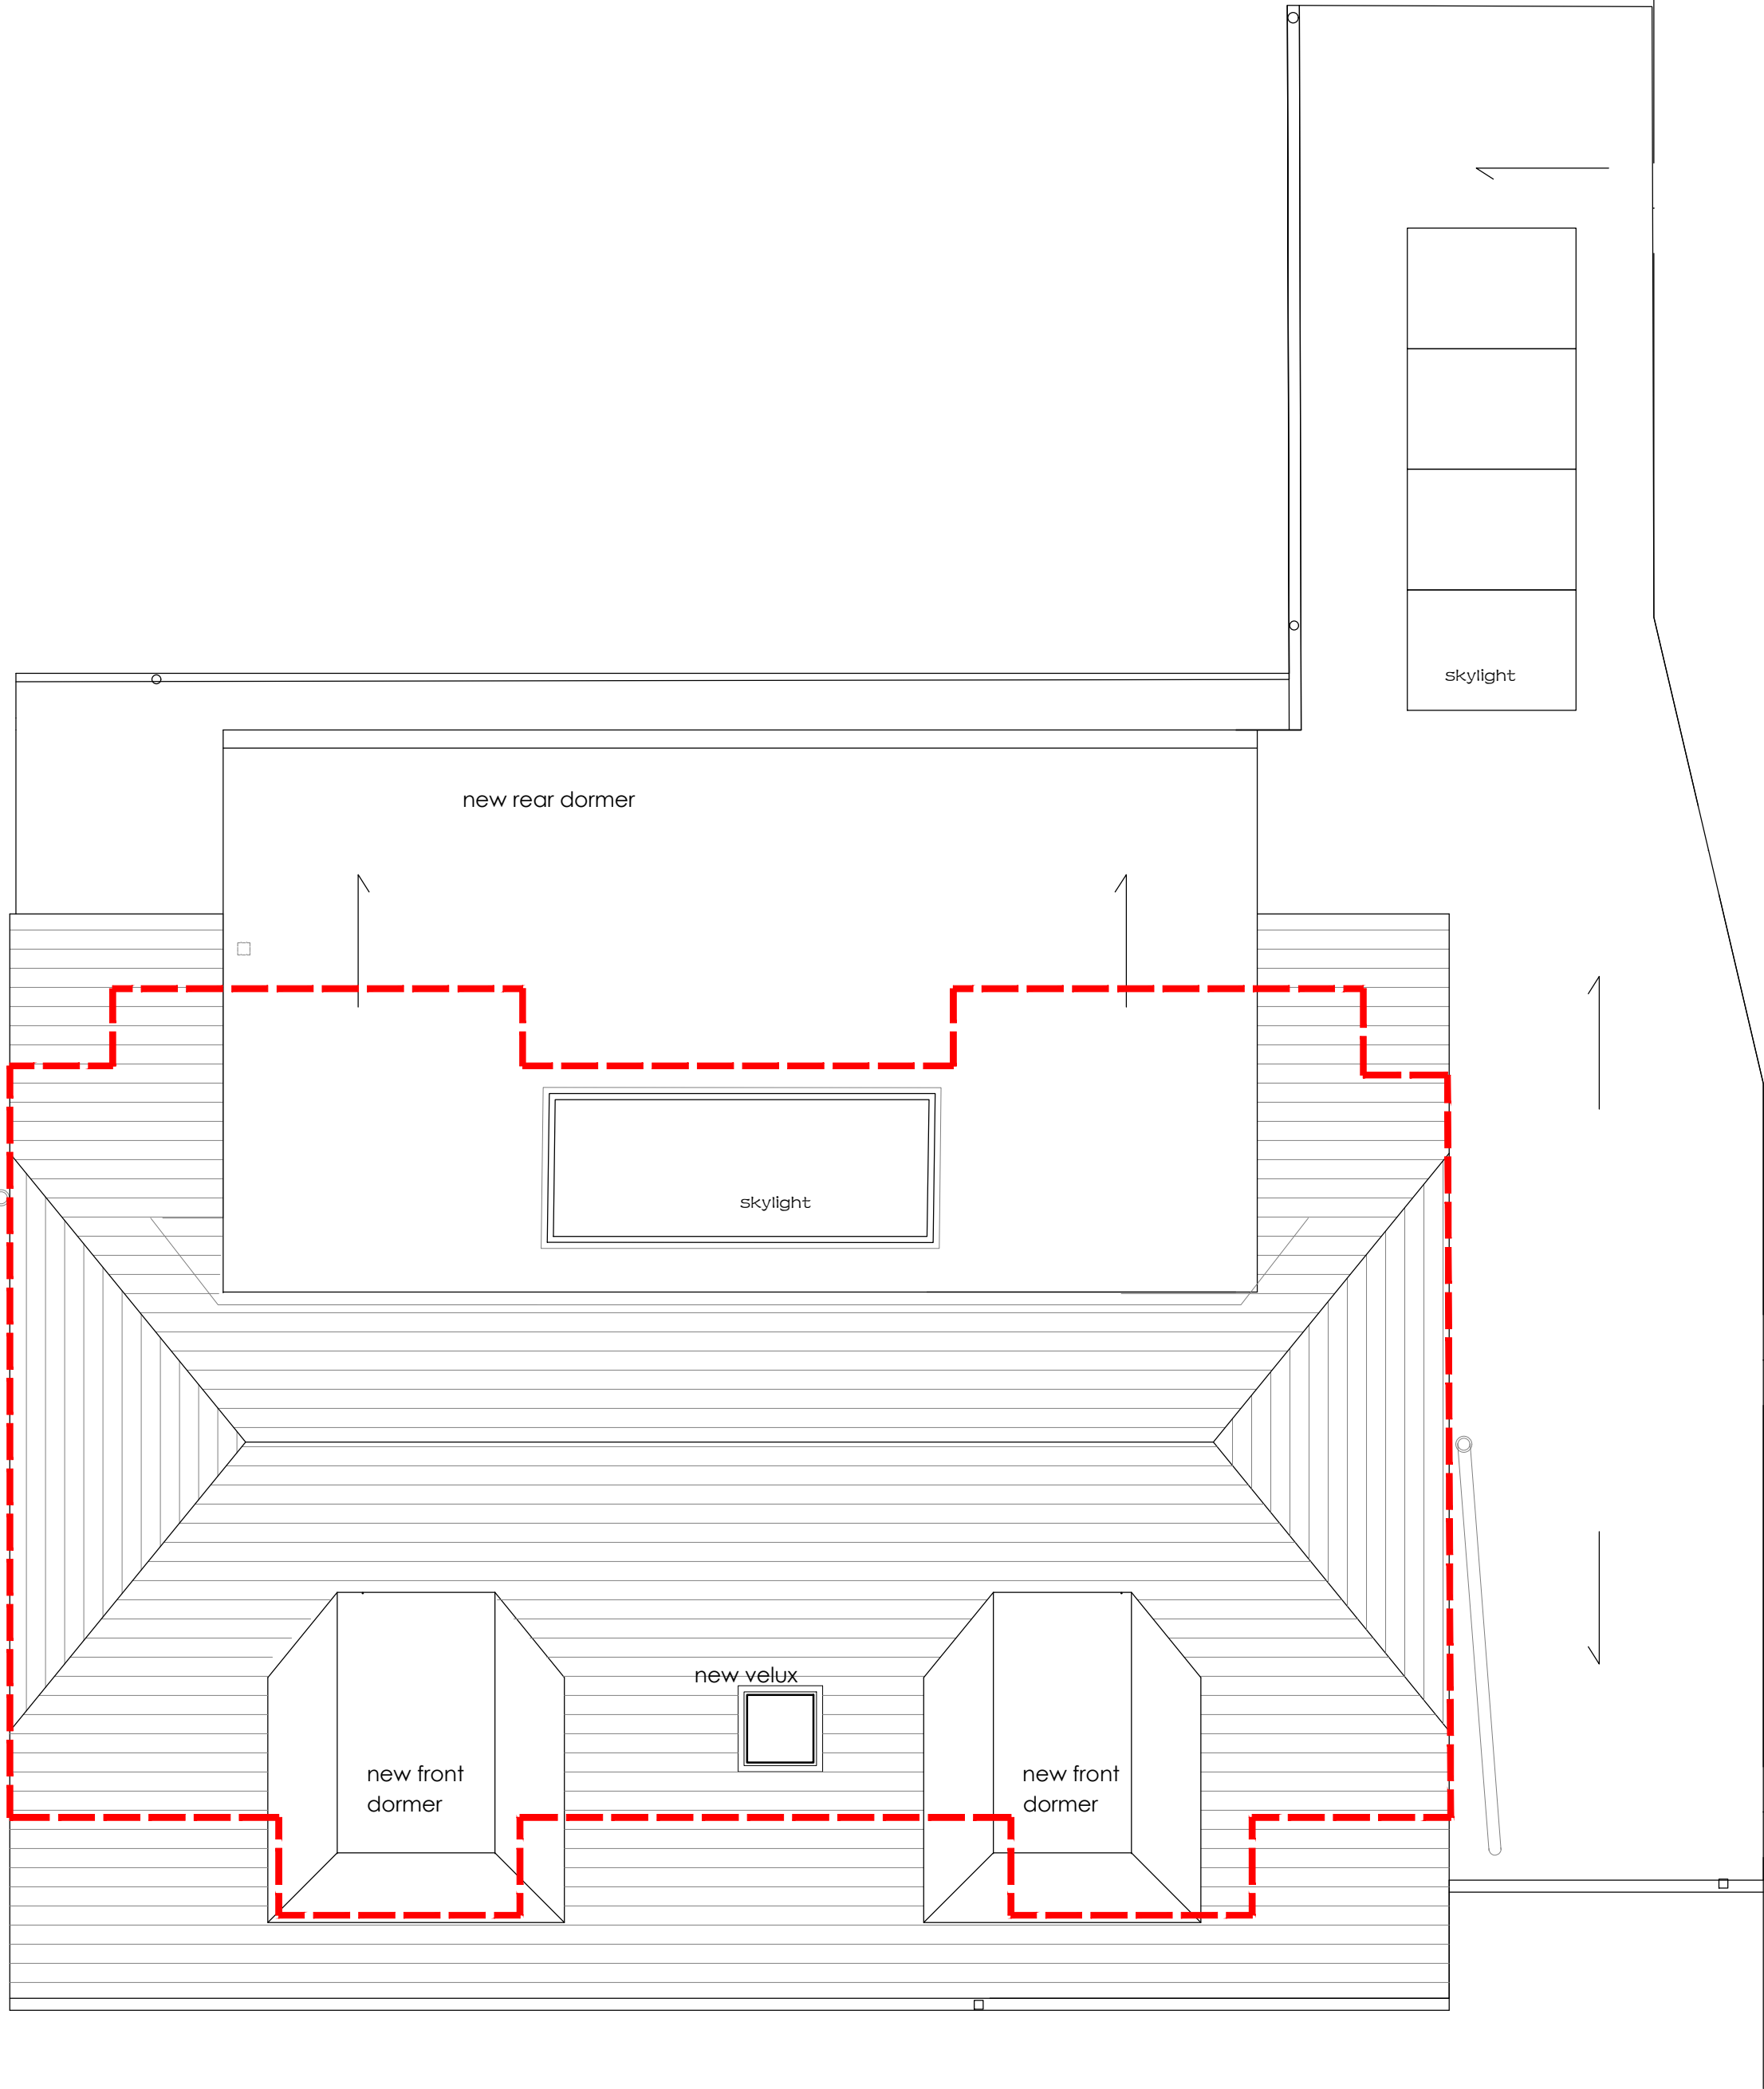 skylight
new rear dormer
skylight
new velux
new front
dormer
new front
dormer